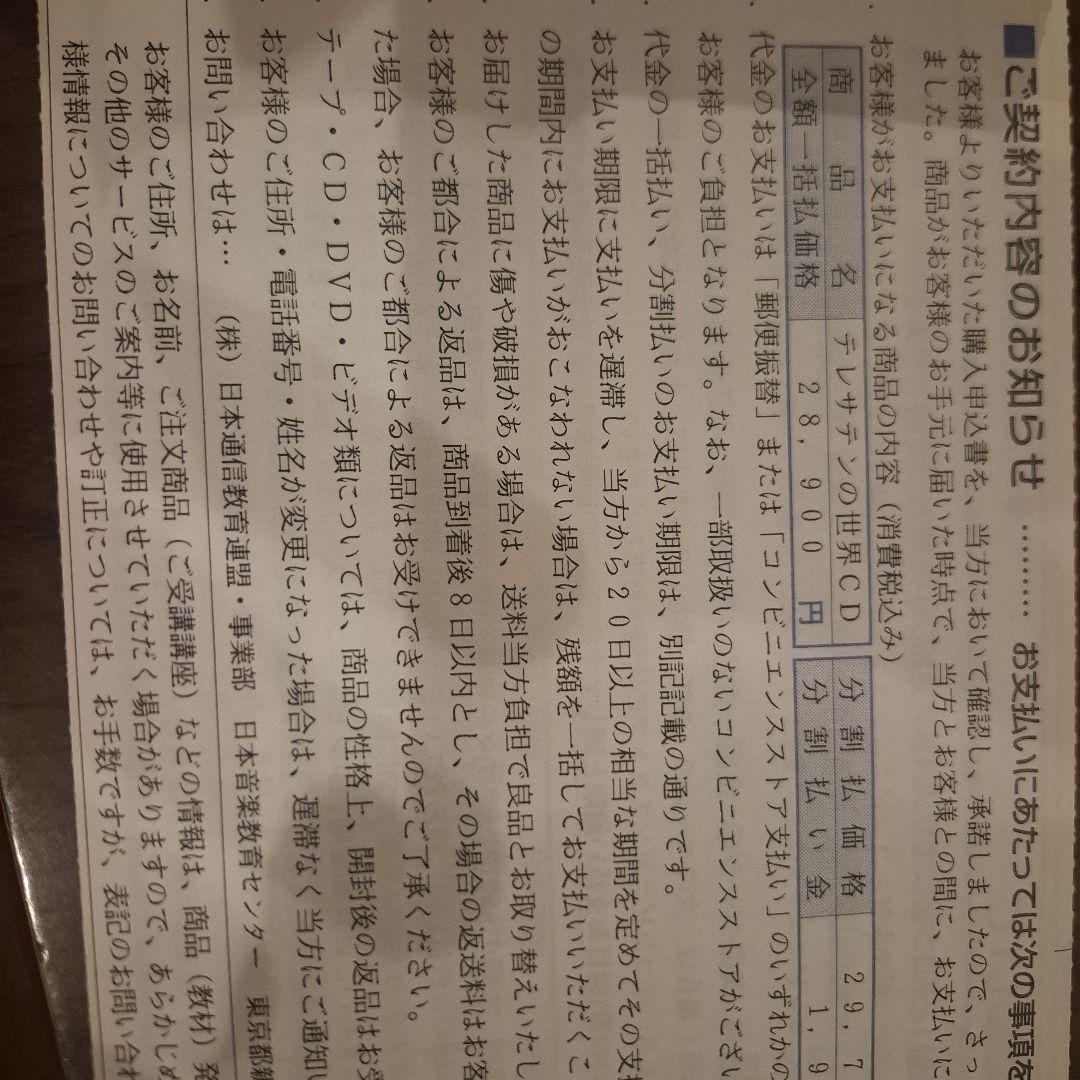 ■ご契約内容のお知らせ ……… お支払いにあたっては次の事項を
お客様よりいただいた購入申込書を、当方において確認し、承諾しましたので、さっ
ました。商品がお客様のお手元に届いた時点で、当方とお客様との間に、お支払いに
お客様がお支払いになる商品の内容（消費税込み）
商品名 テレサテンの世界CD 分割払価格 29,7
全額一括払価格 28,900円 分割払い金 1,9
代金のお支払いは「郵便振替」または「コンビニエンスストア支払い」のいずれかの
お客様のご負担となります。なお、一部取扱いのないコンビニエンスストアがござい
代金の一括払い、分割払いのお支払い期限は、別記記載の通りです。
お支払い期限に支払いを遅滞し、当方から20日以上の相当な期間を定めてその支
の期間内にお支払いがおこなわれない場合は、残額を一括してお支払いいただくこ
お届けした商品に傷や破損がある場合は、送料当方負担で良品とお取り替えいたし
お客様のご都合による返品は、商品到着後8日以内とし、その場合の返送料はお客
た場合、お客様のご都合による返品はお受けできませんのでご了承ください。
テープ・CD・DVD・ビデオ類については、商品の性格上、開封後の返品はお受
お客様のご住所・電話番号・姓名が変更になった場合は、遅滞なく当方にご通知い
お問い合わせは… （株）日本通信教育連盟・事業部 日本音楽教育センター 東京都新
お客様のご住所、お名前、ご注文商品（ご受講講座）などの情報は、商品（教材）発
その他のサービスのご案内等に使用させていただく場合がありますので、あらかじめ
様情報についてのお問い合わせや訂正については、お手数ですが、表記のお問い合わ